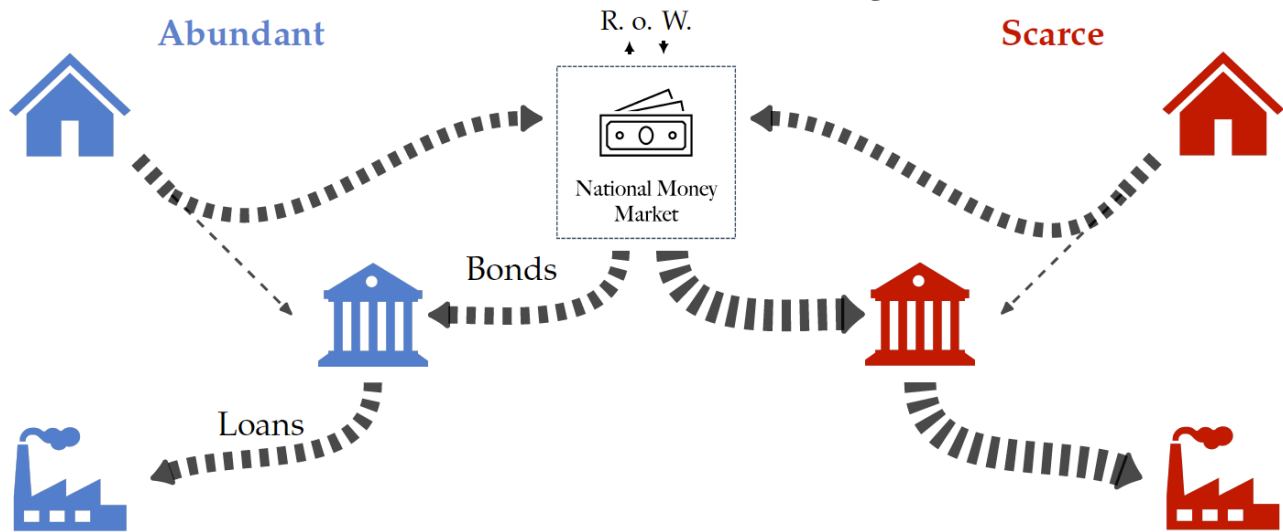 Abundant
R. o. W.
Scarce
National Money
Market
Bonds
Loans